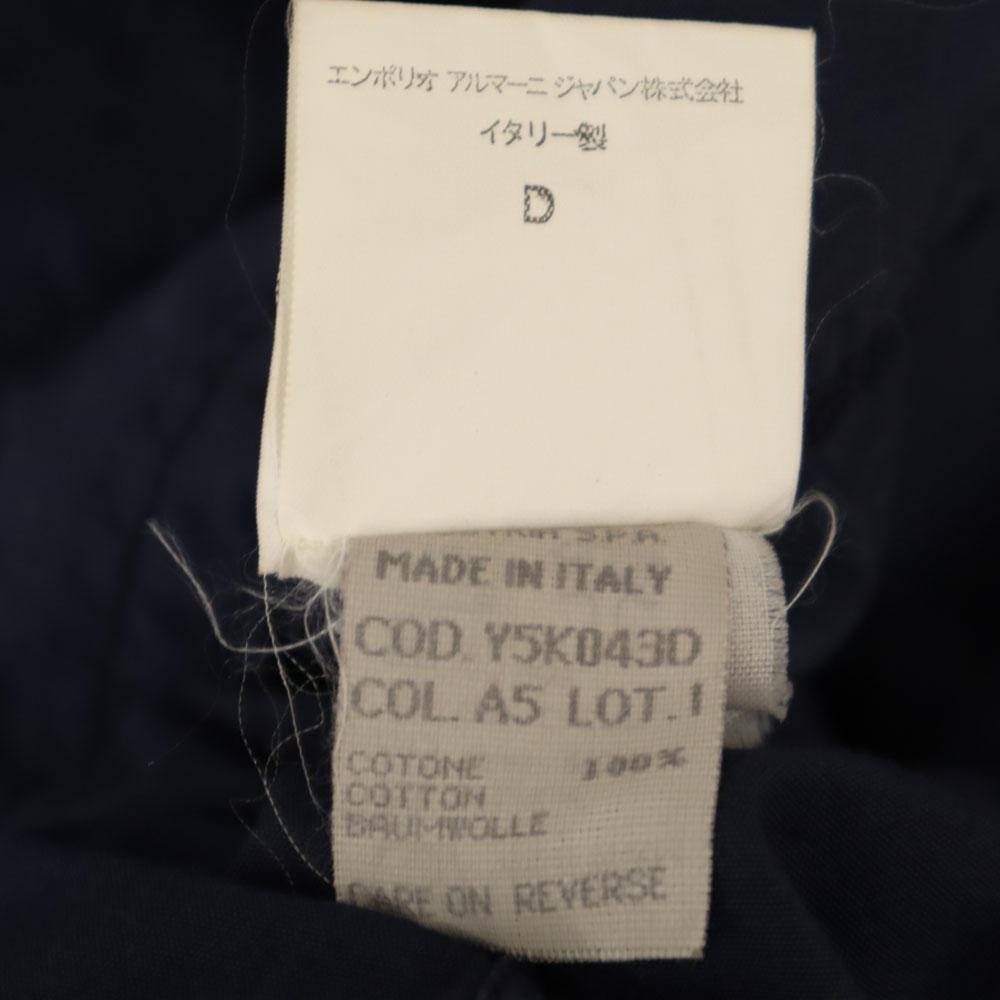 エンポリオ アルマーニ ジャパン株式会社
イタリー製
D
S.P.A.
MADE IN ITALY
COD. Y5K043D
COL. A5 LOT. 1
COTONE 100%
COTTON
BAUMWOLLE
CARE ON REVERSE